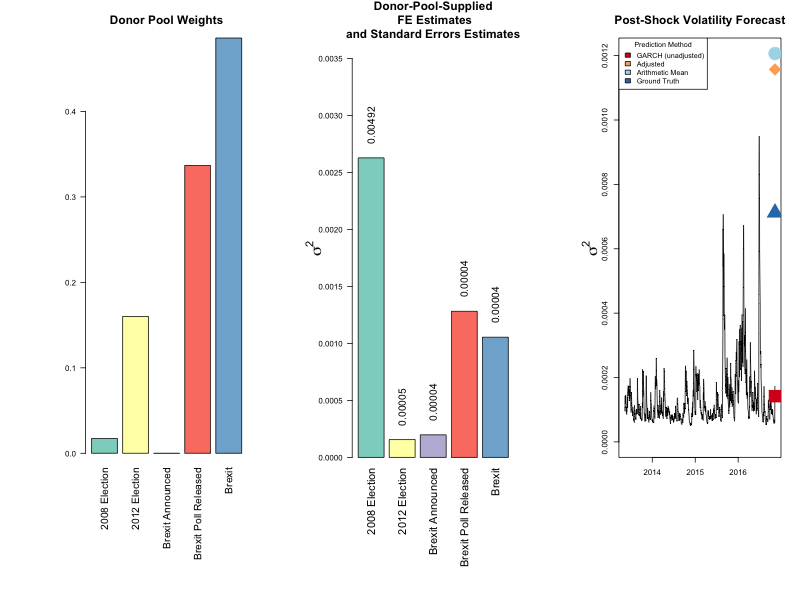 Donor Pool Weights
0.4
0.3
0.2
0.1
0.0
2008 Election
2012 Election
Brexit Announced
Brexit Poll Released
Brexit
Donor-Pool-Supplied
FE Estimates
and Standard Errors Estimates
σ²
0.0035
0.0030
0.0025
0.0020
0.0015
0.0010
0.0005
0.0000
0.00492
0.00005
0.00004
0.00004
0.00004
2008 Election
2012 Election
Brexit Announced
Brexit Poll Released
Brexit
Post-Shock Volatility Forecast
σ²
0.0012
0.0010
0.0008
0.0006
0.0004
0.0002
0.0000
Prediction Method
GARCH (unadjusted)
Adjusted
Arithmetic Mean
Ground Truth
2014
2015
2016